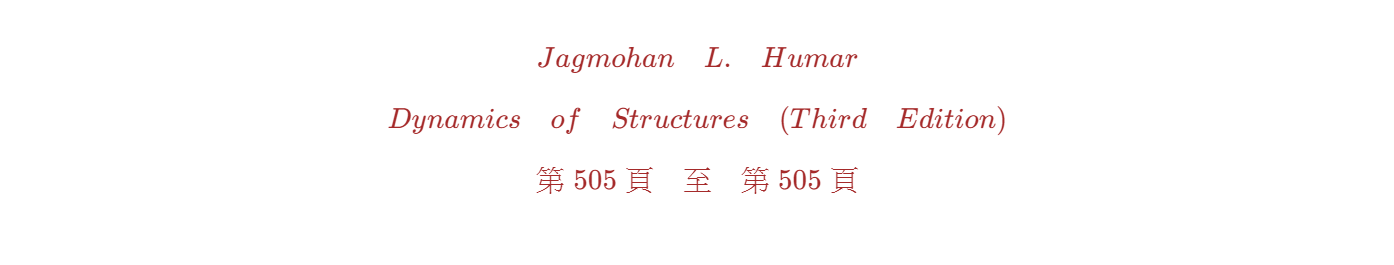 Jagmohan L. Humar
Dynamics of Structures (Third Edition)
第 505 頁 至 第 505 頁